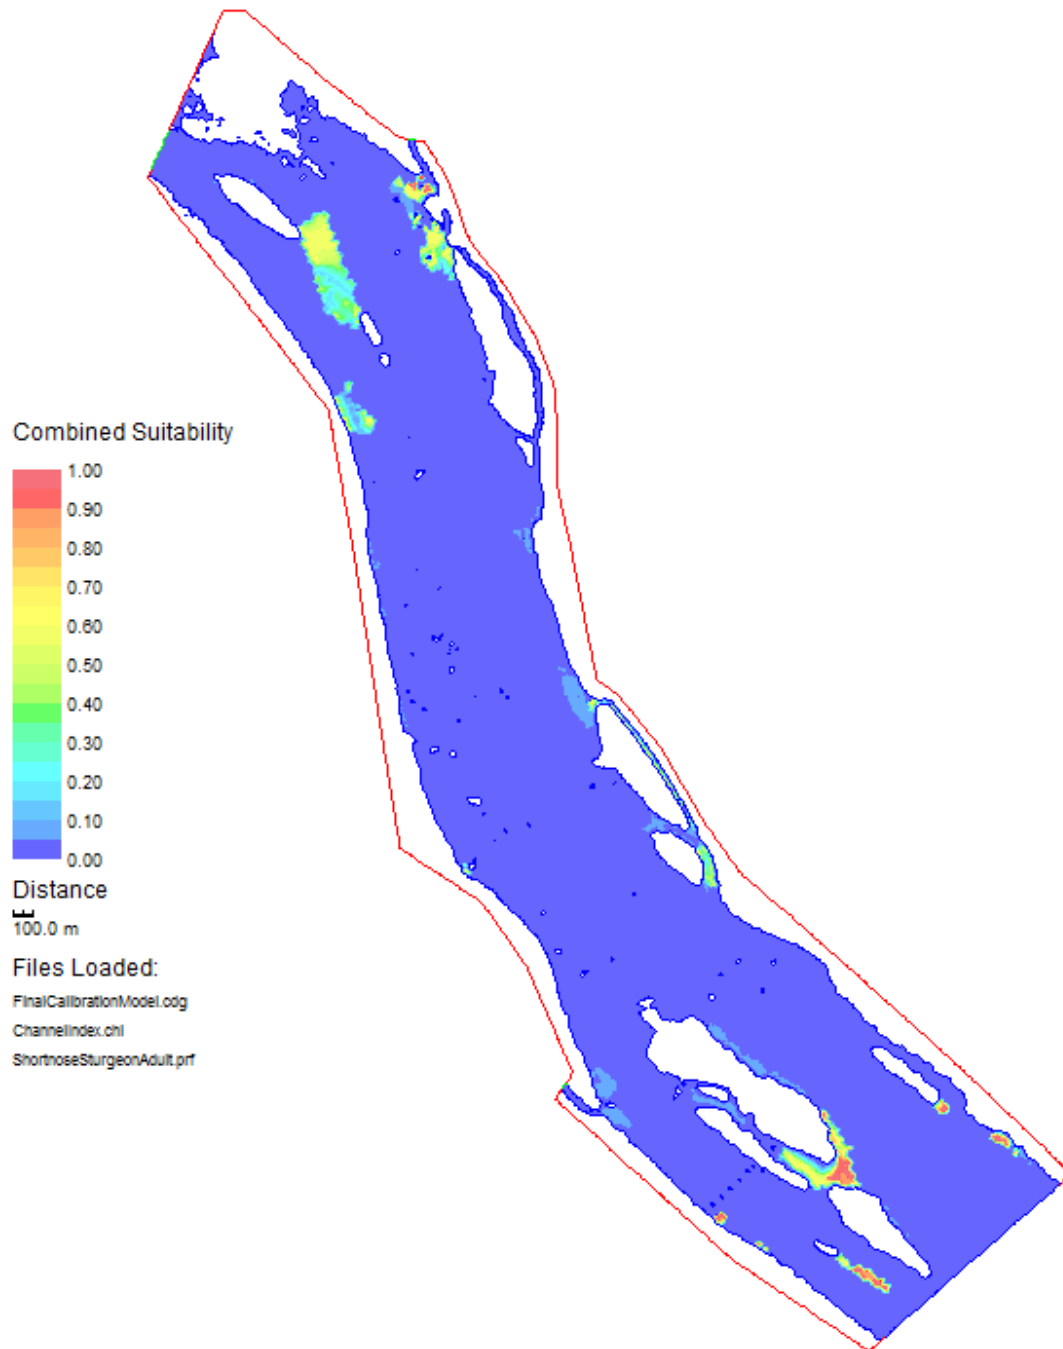 Combined Suitability
1.00
0.90
0.80
0.70
0.60
0.50
0.40
0.30
0.20
0.10
0.00
Distance
100.0 m
Files Loaded:
FinalCalibrationModel.cdg
ChannelIndex.chi
ShortnoseSturgeonAdult.prf